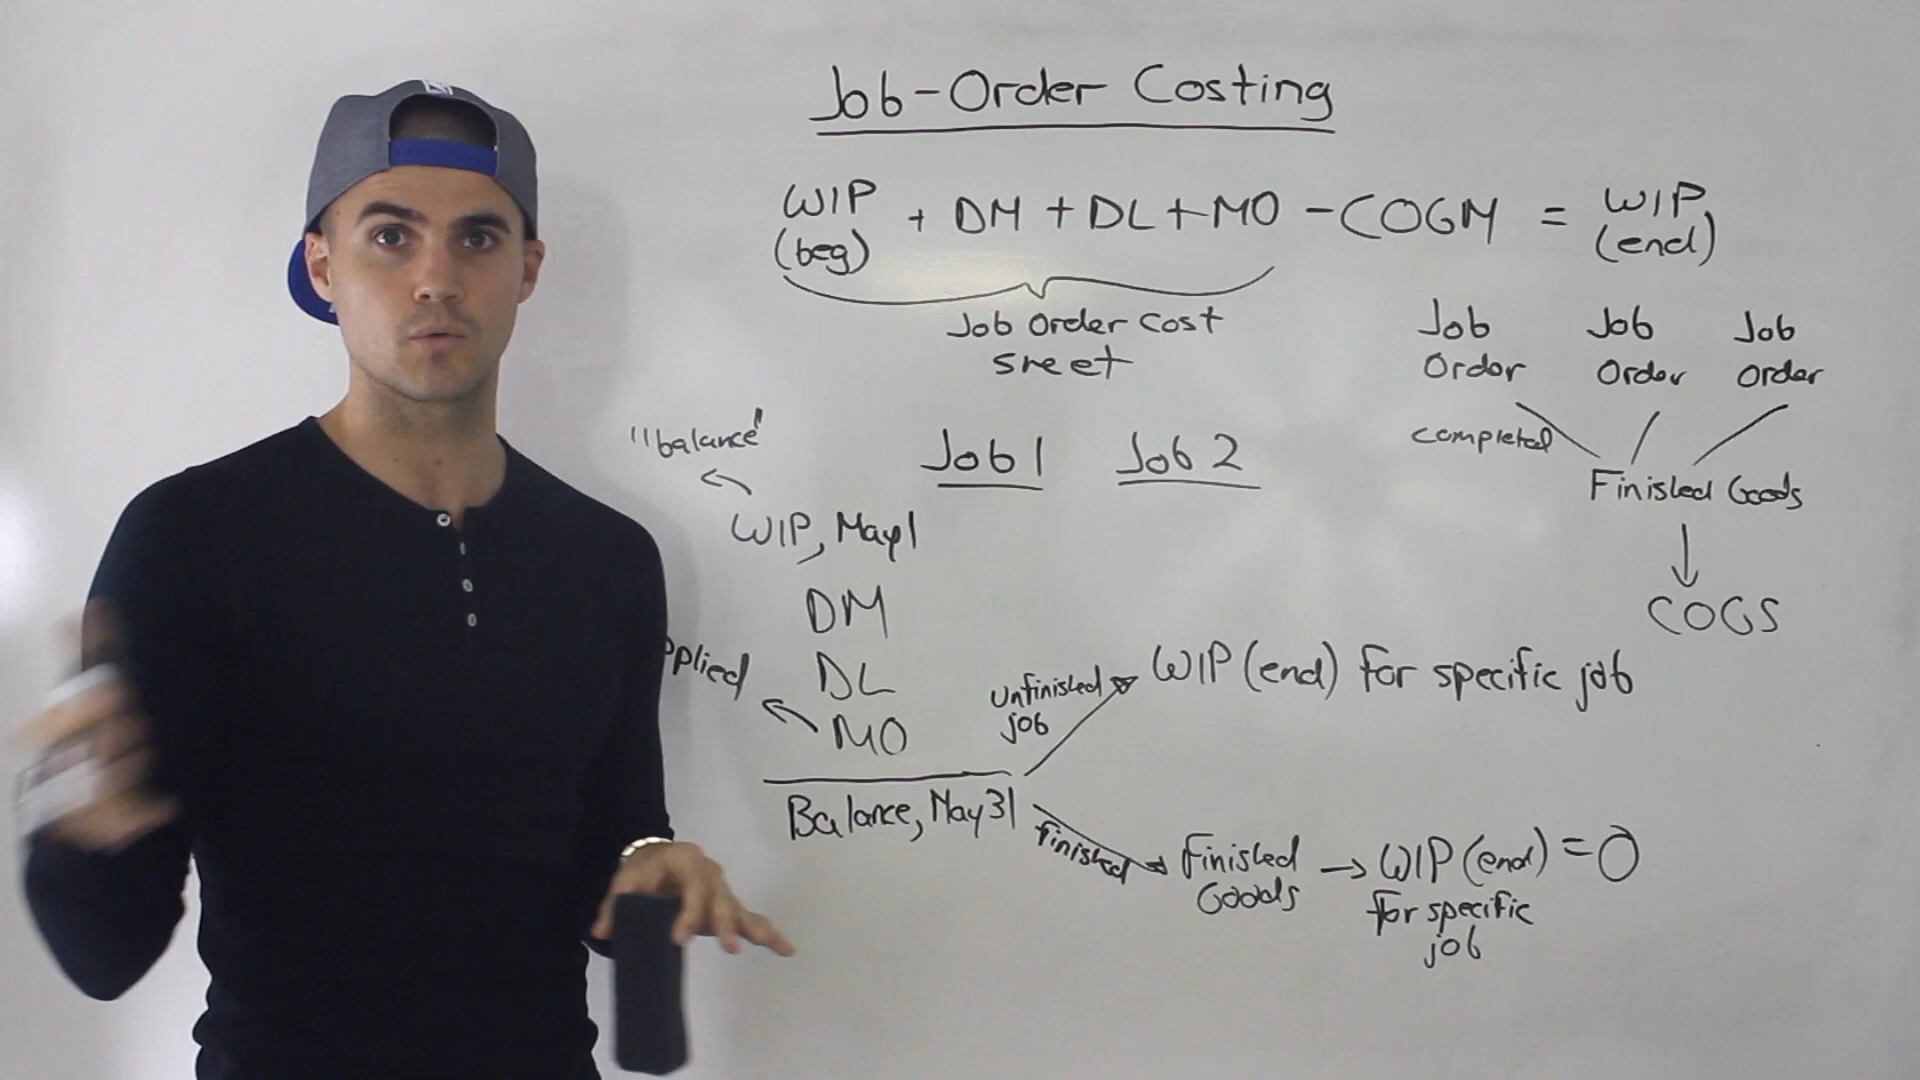 Job-Order Costing
WIP (beg) + DM + DL + MO - COGM = WIP (end)
Job Order Cost
Sheet
Job Order
Job Order
Job Order
completed
Finished Goods
COGS
"balance"
Job 1 Job 2
WIP, May 1
DM
DL
pplied
MO
Balance, May 31
Unfinished
job
WIP (end) for specific job
finished
Finished
Goods
→ WIP (end) = 0
for specific
job